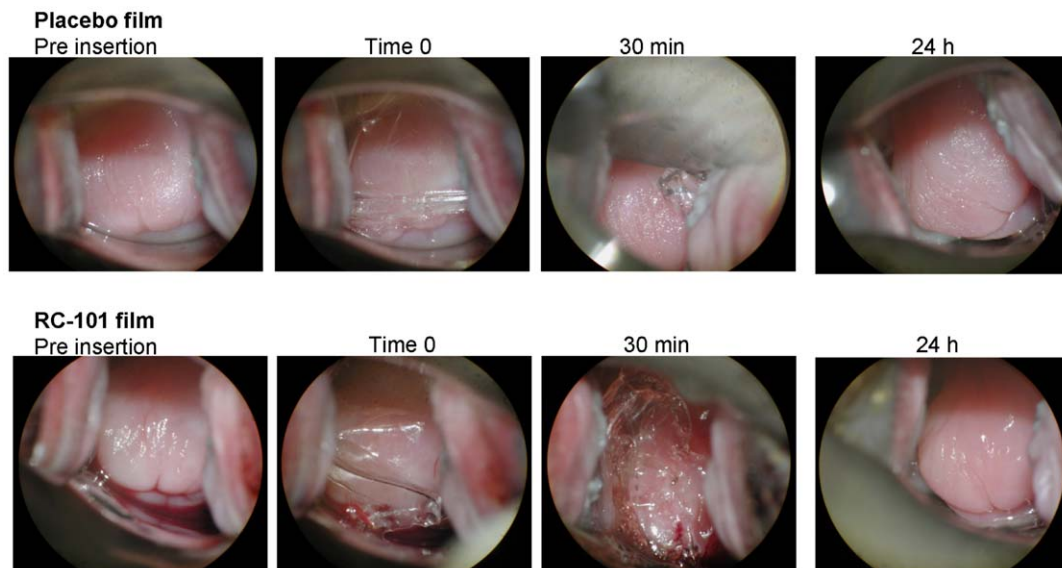 Placebo film
Pre insertion Time 0 30 min 24 h
RC-101 film
Pre insertion Time 0 30 min 24 h